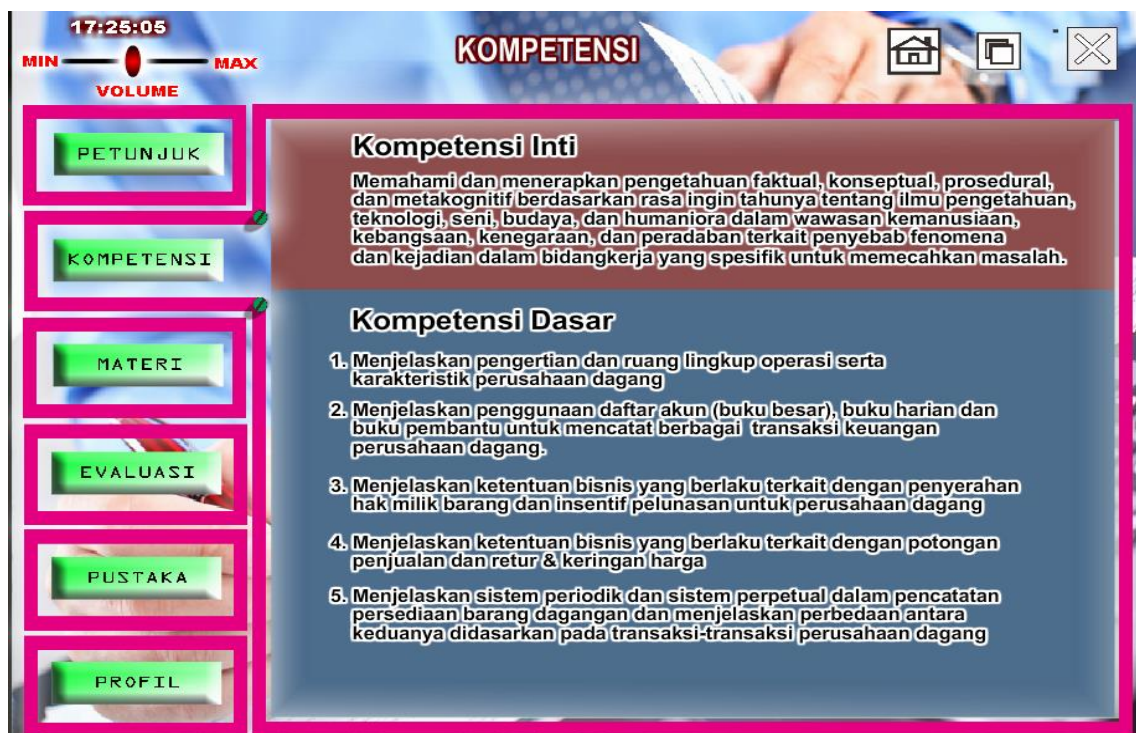 17:25:05
MIN MAX
VOLUME
KOMPETENSI
PETUNJUK
KOMPETENSI
MATERI
EVALUASI
PUSTAKA
PROFIL
Kompetensi Inti
Memahami dan menerapkan pengetahuan faktual, konseptual, prosedural,
dan metakognitif berdasarkan rasa ingin tahunya tentang ilmu pengetahuan,
teknologi, seni, budaya, dan humaniora dalam wawasan kemanusiaan,
kebangsaan, kenegaraan, dan peradaban terkait penyebab fenomena
dan kejadian dalam bidangkerja yang spesifik untuk memecahkan masalah.
Kompetensi Dasar
1. Menjelaskan pengertian dan ruang lingkup operasi serta
karakteristik perusahaan dagang
2. Menjelaskan penggunaan daftar akun (buku besar), buku harian dan
buku pembantu untuk mencatat berbagai transaksi keuangan
perusahaan dagang.
3. Menjelaskan ketentuan bisnis yang berlaku terkait dengan penyerahan
hak milik barang dan insentif pelunasan untuk perusahaan dagang
4. Menjelaskan ketentuan bisnis yang berlaku terkait dengan potongan
penjualan dan retur & keringan harga
5. Menjelaskan sistem periodik dan sistem perpetual dalam pencatatan
persediaan barang dagangan dan menjelaskan perbedaan antara
keduanya didasarkan pada transaksi-transaksi perusahaan dagang